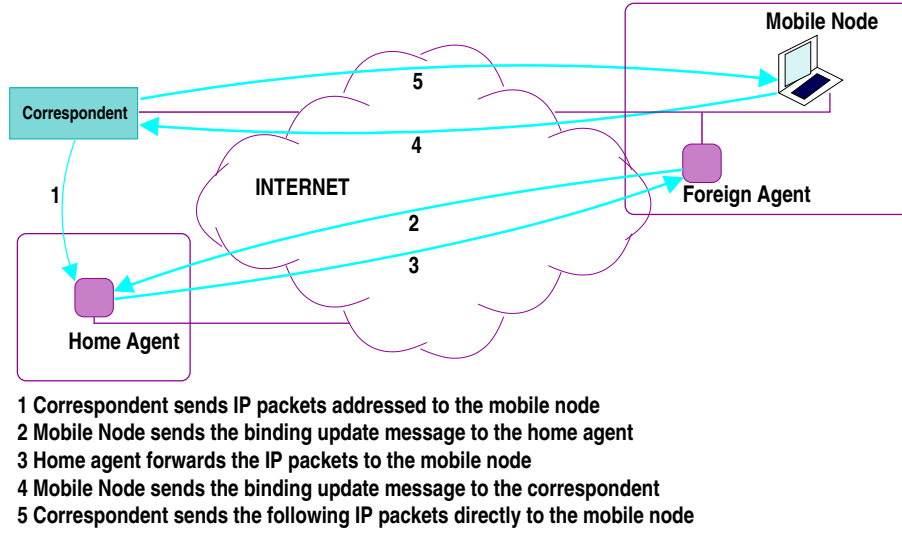 Mobile Node
5
Correspondent
4
1
INTERNET
Foreign Agent
2
3
Home Agent
1 Correspondent sends IP packets addressed to the mobile node
2 Mobile Node sends the binding update message to the home agent
3 Home agent forwards the IP packets to the mobile node
4 Mobile Node sends the binding update message to the correspondent
5 Correspondent sends the following IP packets directly to the mobile node